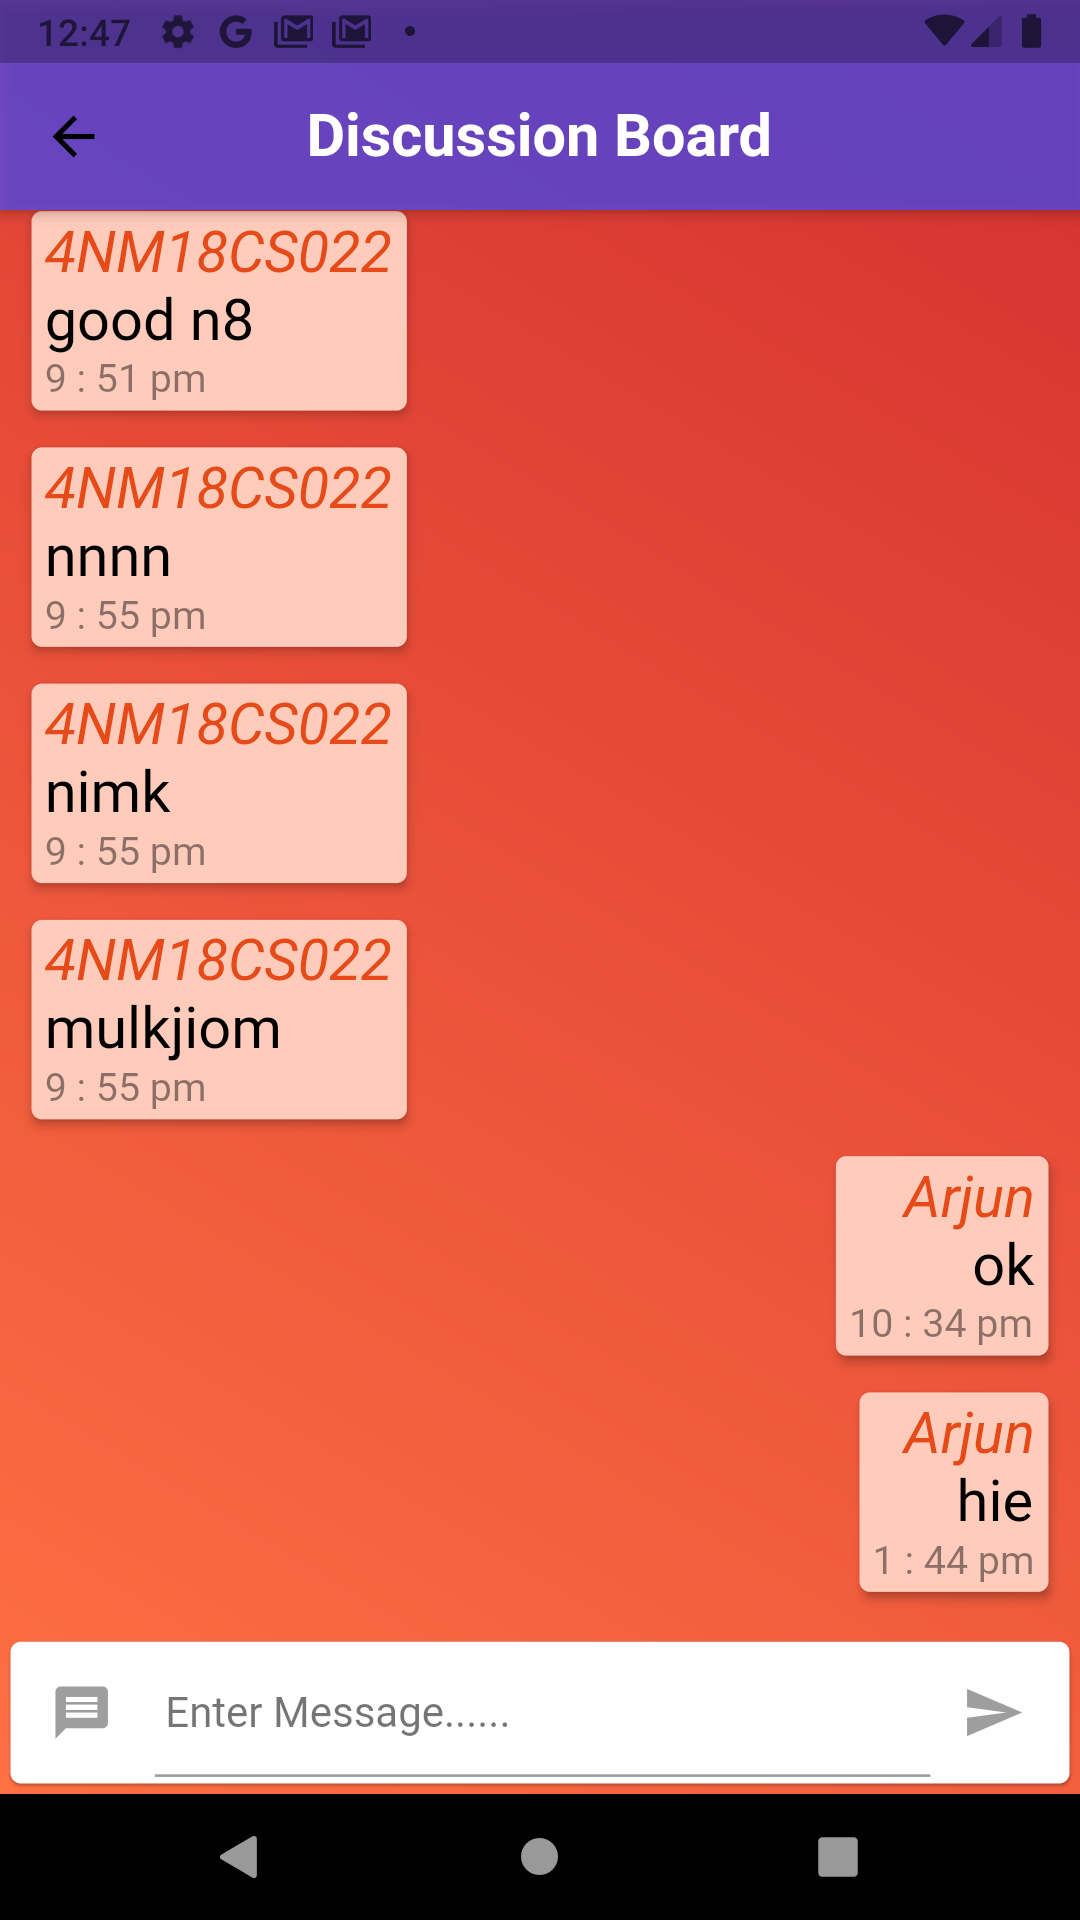 12:47
Discussion Board
4NM18CS022
good n8
9 : 51 pm
4NM18CS022
nnnn
9 : 55 pm
4NM18CS022
nimk
9 : 55 pm
4NM18CS022
mulkjiom
9 : 55 pm
Arjun
ok
10 : 34 pm
Arjun
hie
1 : 44 pm
Enter Message......